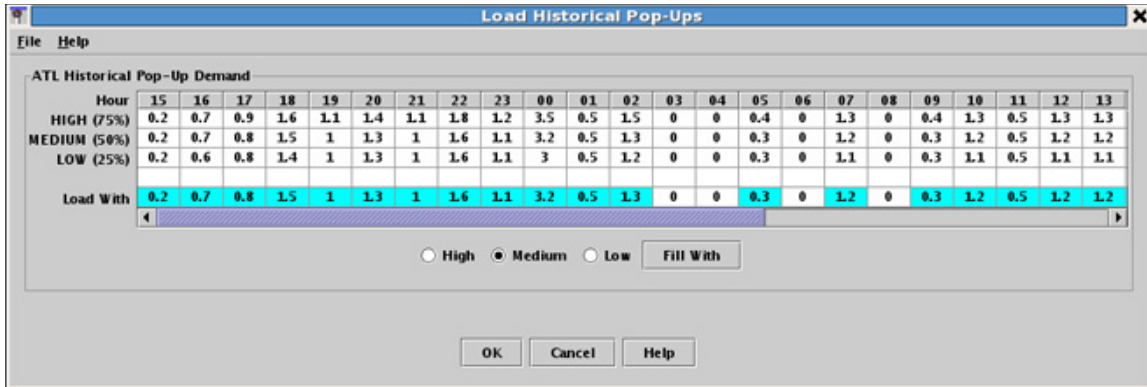 Load Historical Pop-Ups
File Help
ATL Historical Pop-Up Demand
Hour 15 16 17 18 19 20 21 22 23 00 01 02 03 04 05 06 07 08 09 10 11 12 13
HIGH (75%) 0.2 0.7 0.9 1.6 1.1 1.4 1.1 1.8 1.2 3.5 0.5 1.5 0 0 0.4 0 1.3 0 0.4 1.3 0.5 1.3 1.3
MEDIUM (50%) 0.2 0.7 0.8 1.5 1 1.3 1 1.6 1.1 3.2 0.5 1.3 0 0 0.3 0 1.2 0 0.3 1.2 0.5 1.2 1.2
LOW (25%) 0.2 0.6 0.8 1.4 1 1.3 1 1.6 1.1 3 0.5 1.2 0 0 0.3 0 1.1 0 0.3 1.1 0.5 1.1 1.1
Load With 0.2 0.7 0.8 1.5 1 1.3 1 1.6 1.1 3.2 0.5 1.3 0 0 0.3 0 1.2 0 0.3 1.2 0.5 1.2 1.2
High Medium Low Fill With
OK Cancel Help